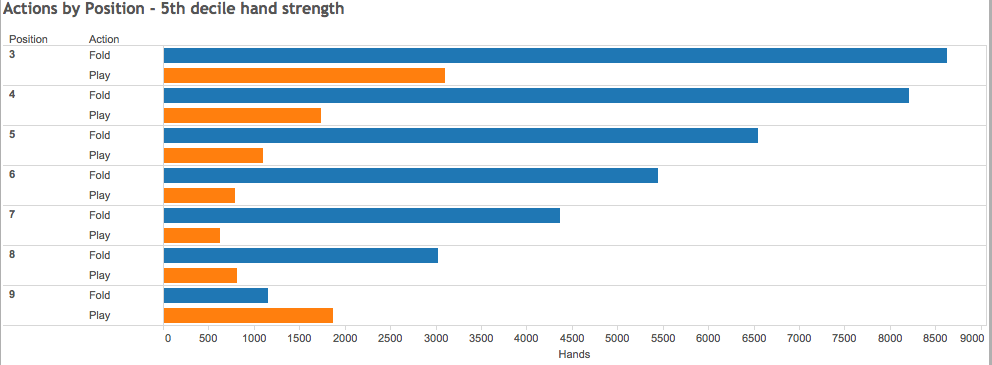 Actions by Position - 5th decile hand strength
Position Action
3 Fold
Play
4 Fold
Play
5 Fold
Play
6 Fold
Play
7 Fold
Play
8 Fold
Play
9 Fold
Play
0 500 1000 1500 2000 2500 3000 3500 4000 4500 5000 5500 6000 6500 7000 7500 8000 8500 9000
Hands